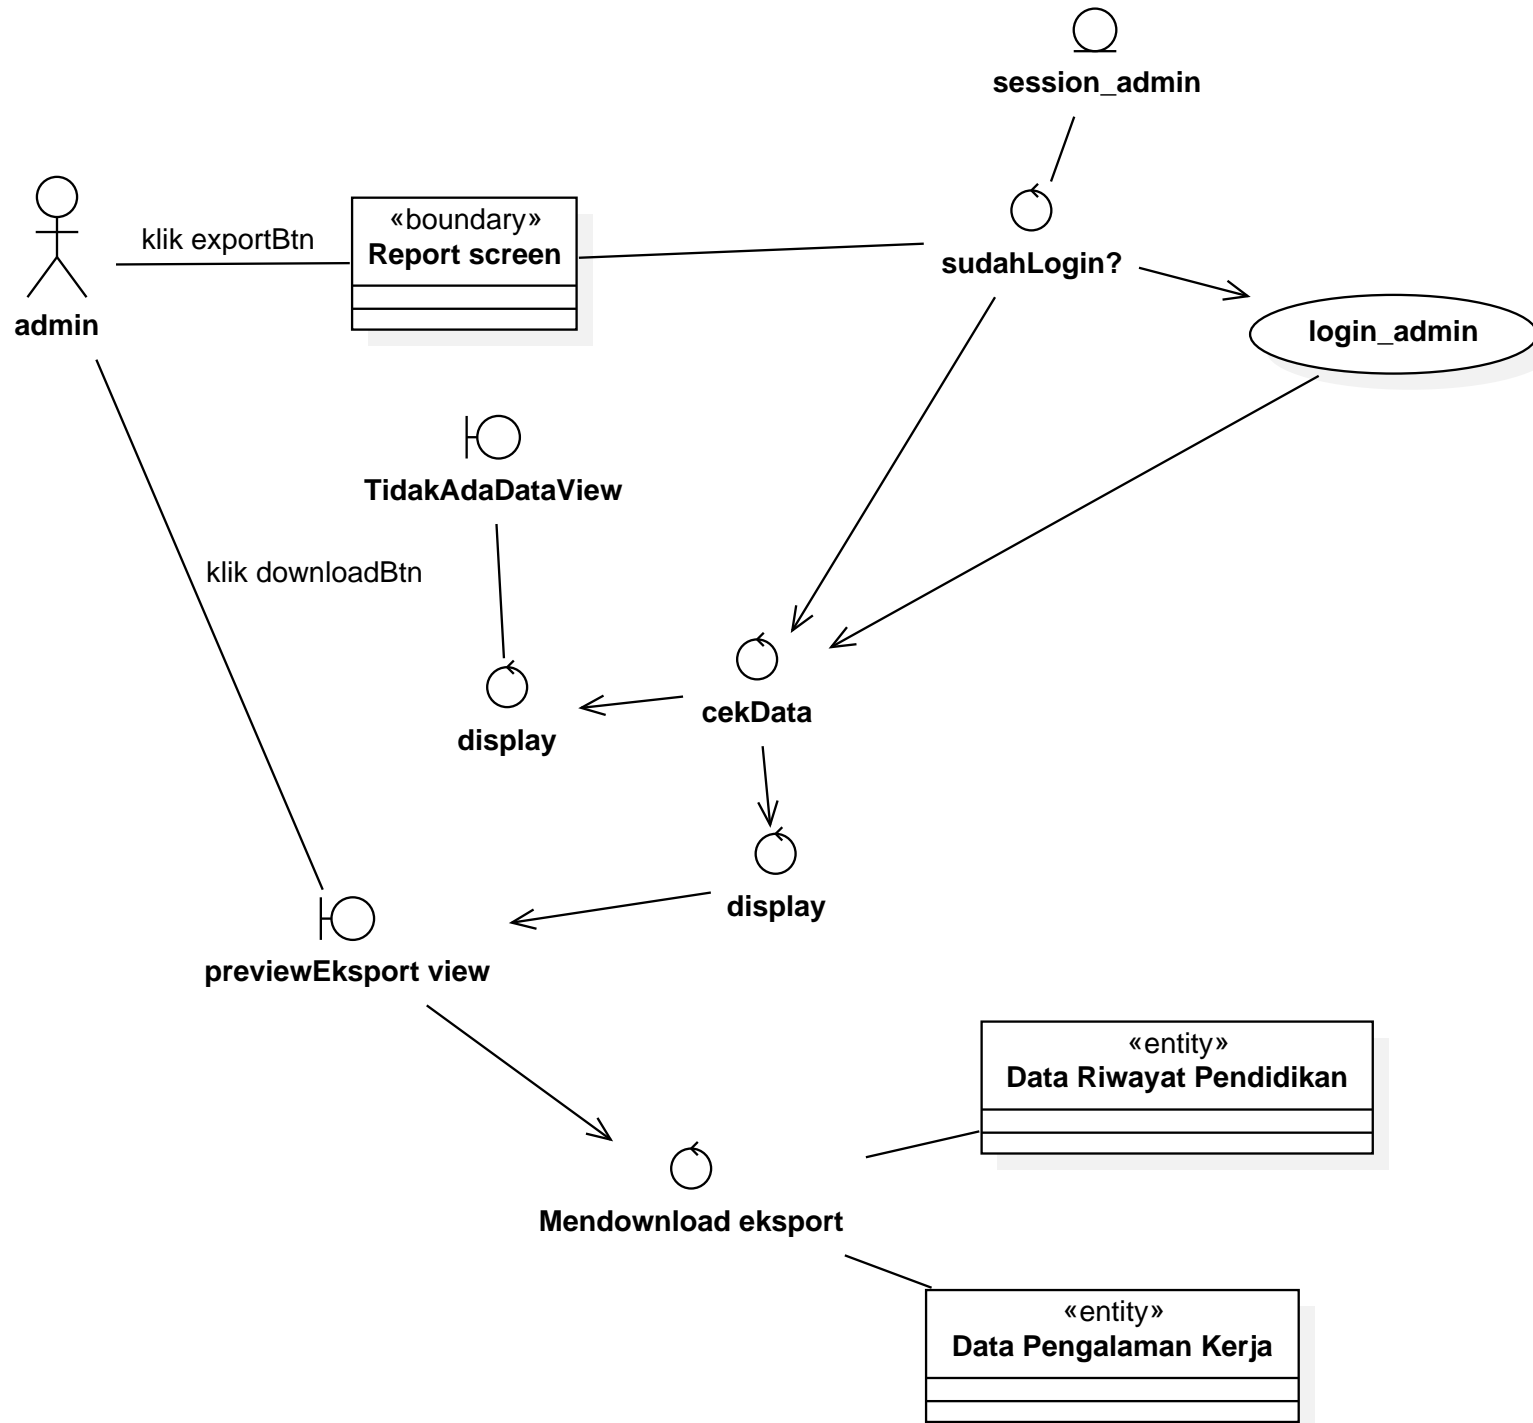 session_admin
klik exportBtn
«boundary»
Report screen
sudahLogin?
admin
login_admin
TidakAdaDataView
klik downloadBtn
cekData
display
display
previewEksport view
«entity»
Data Riwayat Pendidikan
Mendownload eksport
«entity»
Data Pengalaman Kerja